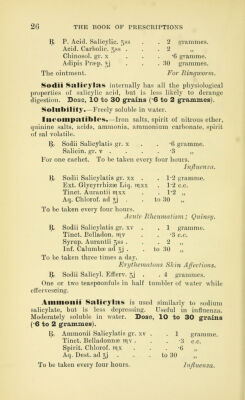 26 THE BOOK OF PRESCRIPTIONS
℞ P. Acid. Salicylic. ʒss . . 2 grammes.
Acid. Carbolic. ʒss . . . 2 „
Chinosol. gr. x . . . ·6 gramme.
Adipis Præp. ℥j . . . 30 grammes.
The ointment. For Ringworm.
Sodii Salicylas internally has all the physiological
properties of salicylic acid, but is less likely to derange
digestion. Dose, 10 to 30 grains (·6 to 2 grammes).
Solubility.—Freely soluble in water.
Incompatibles.—Iron salts, spirit of nitrous ether,
quinine salts, acids, ammonia, ammonium carbonate, spirit
of sal volatile.
℞ Sodii Salicylatis gr. x . . ·6 gramme.
Salicin. gr. v . . . . ·3 „
For one cachet. To be taken every four hours.
Influenza.
℞ Sodii Salicylatis gr. xx . . 1·2 gramme.
Ext. Glycyrrhizæ Liq. ♏xx . 1·2 c.c.
Tinct. Aurantii ♏xx . . 1·2 „
Aq. Chlorof. ad ℥j . . to 30 „
To be taken every four hours.
Acute Rheumatism; Quinsy.
℞ Sodii Salicylatis gr. xv . . 1 gramme.
Tinct. Belladon. ♏v . . ·3 c.c.
Syrup. Aurantii ʒss . . . 2 „
Inf. Calumbæ ad ℥j . . to 30 „
To be taken three times a day.
Erythematous Skin Affections.
℞ Sodii Salicyl. Efferv. ʒj . . 4 grammes.
One or two teaspoonfuls in half tumbler of water while
effervescing.
Ammonii Salicylas is used similarly to sodium
salicylate, but is less depressing. Useful in influenza.
Moderately soluble in water. Dose, 10 to 30 grains
(·6 to 2 grammes).
℞ Ammonii Salicylatis gr. xv . 1 gramme.
Tinct. Belladonnæ ♏v . . ·3 c.c.
Spirit. Chlorof. ♏x . . . ·6 „
Aq. Dest. ad ℥j . . . to 30 „
To be taken every four hours. Influenza.